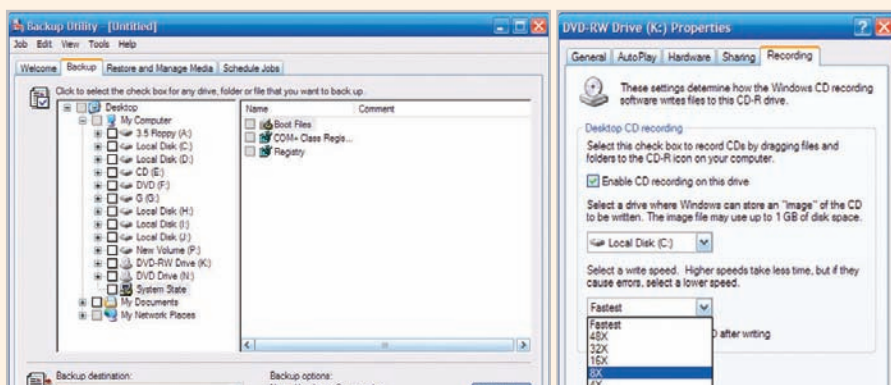 Backup Utility - [Untitled]
Job Edit View Tools Help
Welcome Backup Restore and Manage Media Schedule Jobs
Click to select the check box for any drive, folder or file that you want to back up.
Desktop
My Computer
3.5 Floppy (A:)
Local Disk (C:)
Local Disk (D:)
CD (E:)
DVD (F:)
G (G:)
Local Disk (H:)
Local Disk (I:)
Local Disk (J:)
New Volume (P:)
DVD-RW Drive (K:)
DVD Drive (N:)
System State
My Documents
My Network Places
Name Comment
Boot Files
COM+ Class Regis...
Registry
Backup destination:
Backup options:
DVD-RW Drive (K:) Properties
General AutoPlay Hardware Sharing Recording
These settings determine how the Windows CD recording
software writes files to this CD-R drive.
Desktop CD recording
Select this check box to record CDs by dragging files and
folders to the CD-R icon on your computer.
Enable CD recording on this drive
Select a drive where Windows can store an "image" of the CD
to be written. The image file may use up to 1 GB of disk space.
Local Disk (C:)
Select a write speed. Higher speeds take less time, but if they
cause errors, select a lower speed.
Fastest
Fastest
48X
32X
16X
8X
4X
after writing